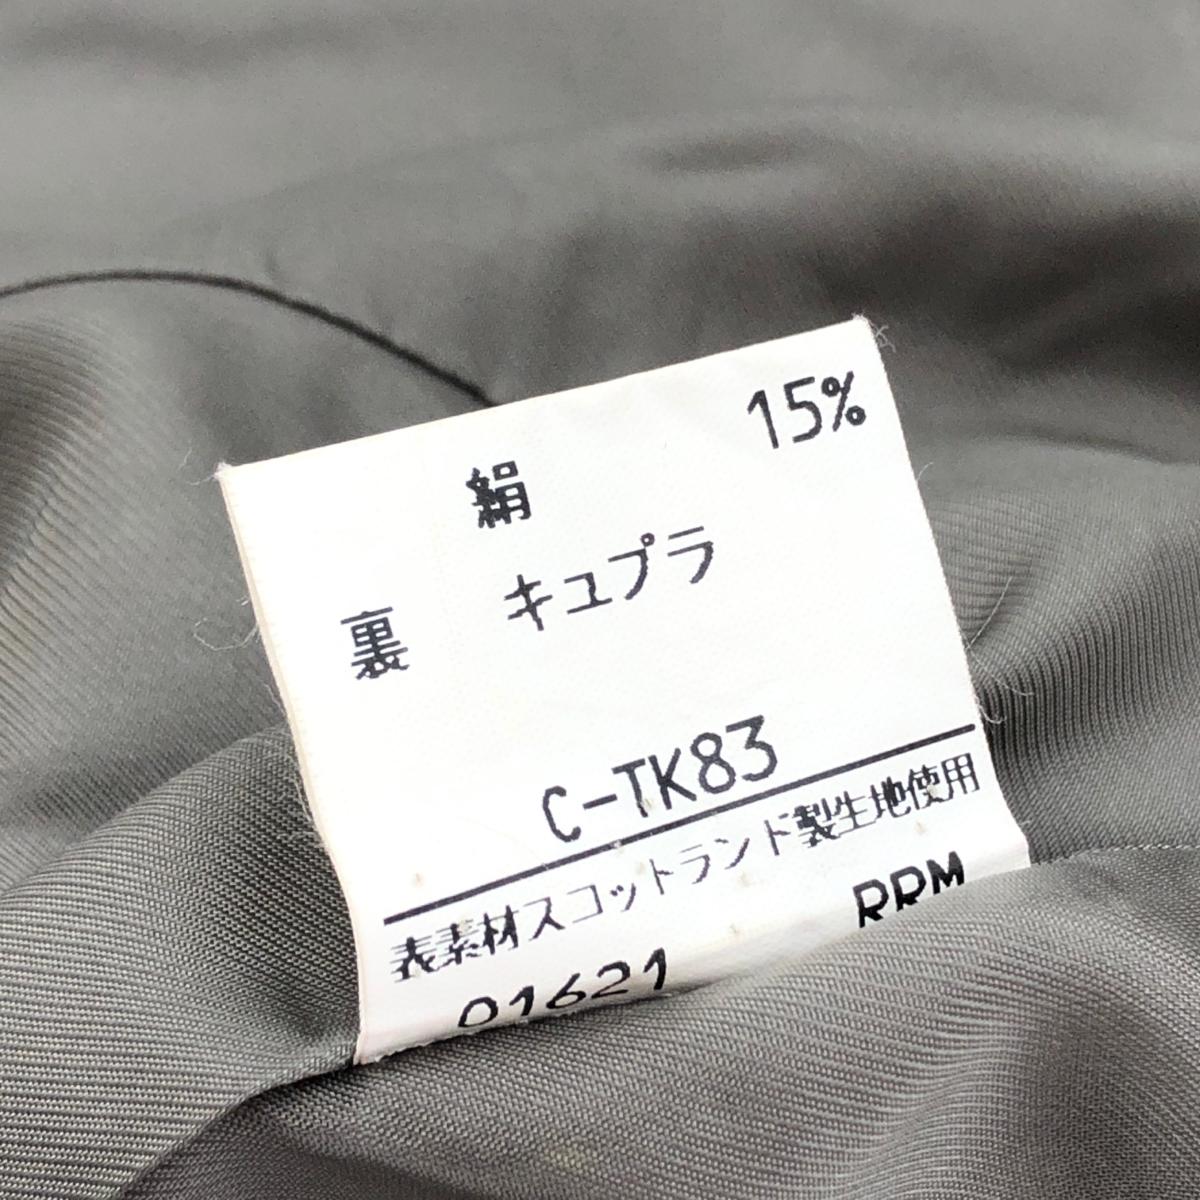 絹 15%
裏 キュプラ
C-TK83
表素材スコットランド製生地使用
01621 RRM